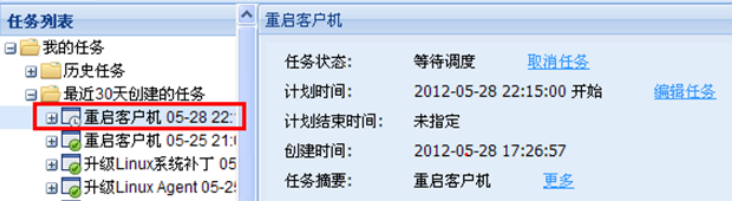 任务列表
我的任务
历史任务
最近30天创建的任务
重启客户机 05-28 22:
重启客户机 05-25 21:
升级Linux系统补丁 05
升级Linux Agent 05-2
重启客户机
任务状态: 等待调度 取消任务
计划时间: 2012-05-28 22:15:00 开始 编辑任务
计划结束时间: 未指定
创建时间: 2012-05-28 17:26:57
任务摘要: 重启客户机 更多